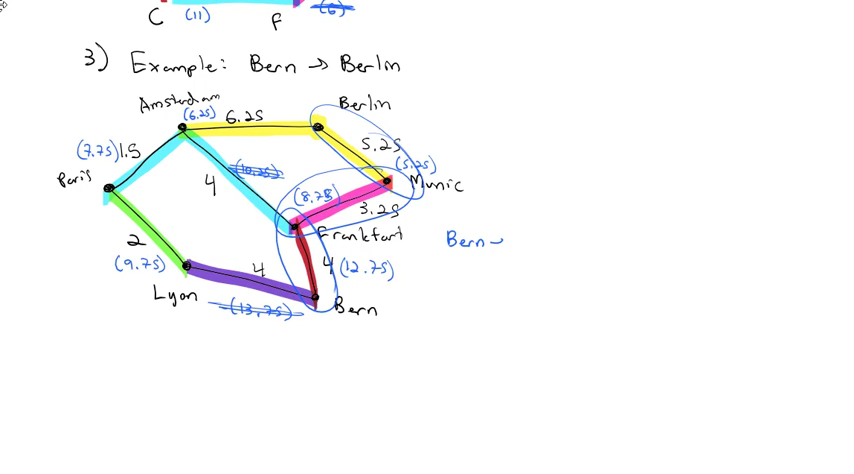 C (11) F (6)
3) Example: Bern → Berlin
Amsterdam
(6.25) 6.25 Berlin
(7.75) 1.5 5.25
(10.25) (5.25)
Paris 4 (8.75) Munic
3.25
Frankfurt
2 Bern
(9.75) 4 4 (12.75)
Lyon
(13.75) Bern